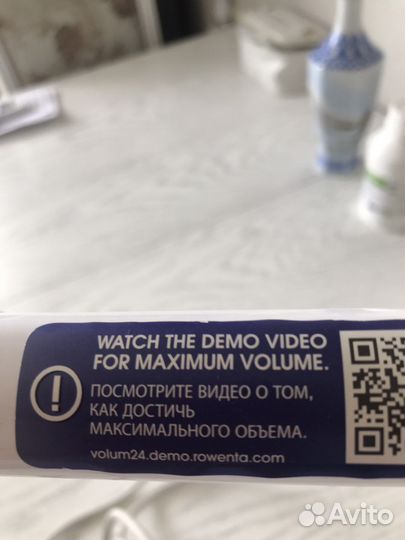 WATCH THE DEMO VIDEO
FOR MAXIMUM VOLUME.
ПОСМОТРИТЕ ВИДЕО О ТОМ,
КАК ДОСТИЧЬ
МАКСИМАЛЬНОГО ОБЪЕМА.
volum24.demo.rowenta.com
Avito